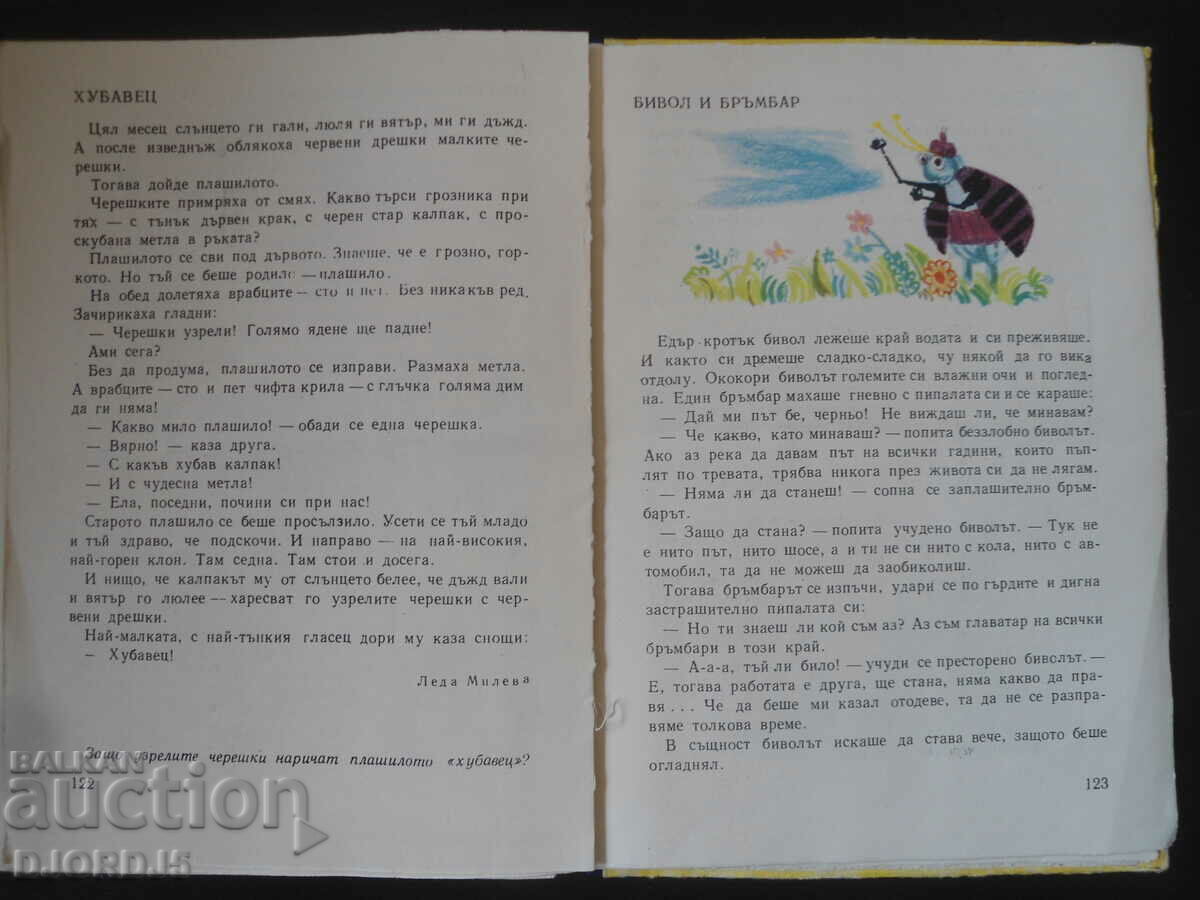 ХУБАВЕЦ
Цял месец слънцето ги гали, люля ги вятър, ми ги дъжд.
А после изведнъж облякоха червени дрешки малките че-
решки.
Тогава дойде плашилото.
Черешките примряха от смях. Какво търси грозника при
тях — с тънък дървен крак, с черен стар калпак, с про-
скубана метла в ръката?
Плашилото се сви под дървото. Знаеше, че е грозно, гор-
кото. Но тъй се беше родило — плашило.
На обед долетяха врабците — сто и пет. Без никакъв ред.
Зачирикаха гладни:
— Черешки узрели! Голямо ядене ще падне!
Ами сега?
Без да продума, плашилото се изправи. Размаха метла.
А врабците — сто и пет чифта крила — с глъчка голяма дим
да ги няма!
— Какво мило плашило! — обади се една черешка.
— Вярно! — каза друга.
— С какъв хубав калпак!
— И с чудесна метла!
— Ела, поседни, почини си при нас!
Старото плашило се беше просълзило. Усети се тъй младо
и тъй здраво, че подскочи. И направо — на най-високия,
най-горен клон. Там седна. Там стои и досега.
И нищо, че калпакът му от слънцето белее, че дъжд вали
и вятър го люлее — харесват го узрелите черешки с чер-
вени дрешки.
Най-малката, с най-тънкия гласец дори му каза снощи:
— Хубавец!
Леда Милева
Защо узрелите черешки наричат плашилото «хубавец»?
122
БИВОЛ И БРЪМБАР
Едър кротък бивол лежеше край водата и си преживяше.
И както си дремеше сладко-сладко, чу някой да го вика
отдолу. Ококори биволът големите си влажни очи и поглед-
на. Един бръмбар махаше гневно с пипалата си и се караше:
— Дай ми път бе, черньо! Не виждаш ли, че минавам?
— Че какво, като минаваш? — попита беззлобно биволът.
Ако аз река да давам път на всички гадини, които пъп-
лят по тревата, трябва никога през живота си да не лягам.
— Няма ли да станеш! — сопна се заплашително бръм-
барът.
— Защо да стана? — попита учудено биволът. — Тук не
е нито път, нито шосе, а и ти не си нито с кола, нито с ав-
томобил, та да не можеш да заобиколиш.
Тогава бръмбарът се изпъчи, удари се по гърдите и дигна
застрашително пипалата си:
— Но ти знаеш ли кой съм аз? Аз съм главатар на всички
бръмбари в този край.
— А-а-а, тъй ли било! — учуди се престорено биволът. —
Е, тогава работата е друга, ще стана, няма какво да пра-
вя... Че да беше ми казал отодеве, та да не се разпра-
вяме толкова време.
В същност биволът искаше да става вече, защото беше
огладнял.
123
BALKAN
auction
D.JORD.15